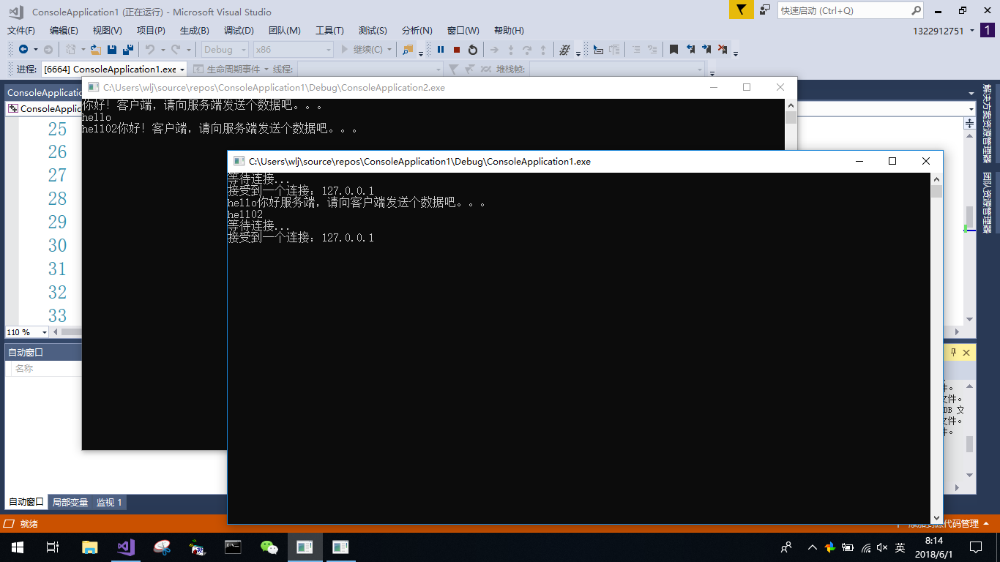 ConsoleApplication1 (正在运行) - Microsoft Visual Studio
快速启动 (Ctrl+Q)
文件(F) 编辑(E) 视图(V) 项目(P) 生成(B) 调试(D) 团队(M) 工具(T) 测试(S) 分析(N) 窗口(W) 帮助(H)
1322912751 1
Debug x86 继续(C)
进程: [6664] ConsoleApplication1.exe 生命周期事件 线程: 堆栈帧:
C:\Users\wlj\source\repos\ConsoleApplication1\Debug\ConsoleApplication2.exe
你好！客户端，请向服务端发送个数据吧。。。
hello
hello2你好！客户端，请向服务端发送个数据吧。。。
C:\Users\wlj\source\repos\ConsoleApplication1\Debug\ConsoleApplication1.exe
等待连接...
接受到一个连接：127.0.0.1
hello你好服务端，请向客户端发送个数据吧。。。
hello2
等待连接...
接受到一个连接：127.0.0.1
ConsoleApplicatio
ConsoleApplic
25
26
27
28
29
30
31
32
33
110 %
解决方案资源管理器
团队资源管理器
自动窗口
名称
件。
文件。
DB 文
文件。
件。
自动窗口 局部变量 监视 1
就绪
添加到源代码管理
英
8:14
2018/6/1